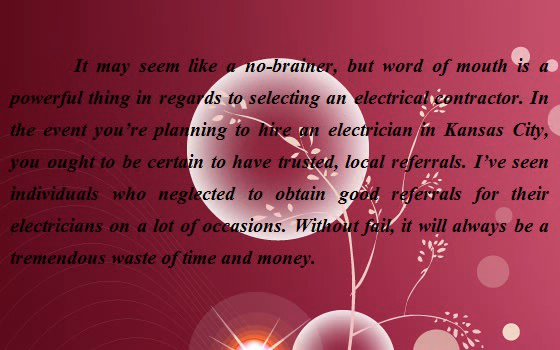 It may seem like a no-brainer, but word of mouth is a
powerful thing in regards to selecting an electrical contractor. In
the event you’re planning to hire an electrician in Kansas City,
you ought to be certain to have trusted, local referrals. I’ve seen
individuals who neglected to obtain good referrals for their
electricians on a lot of occasions. Without fail, it will always be a
tremendous waste of time and money.